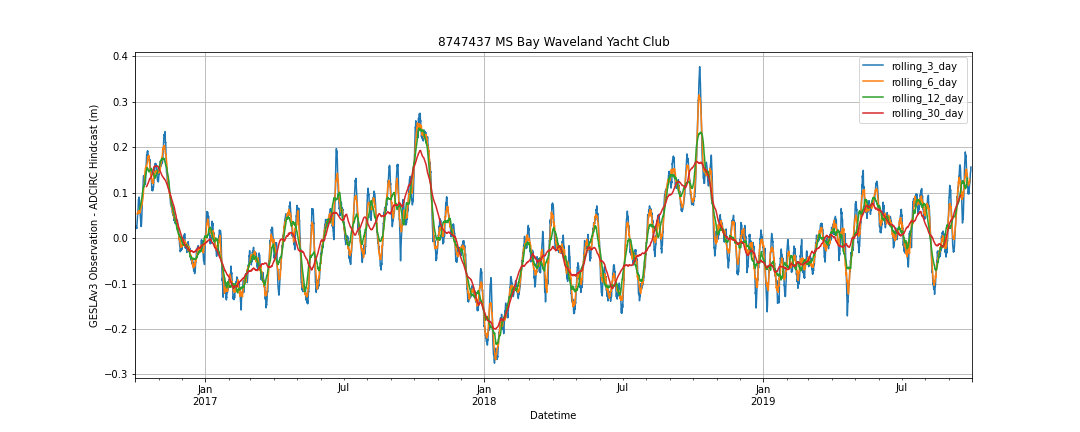 8747437 MS Bay Waveland Yacht Club
GESLAv3 Observation - ADCIRC Hindcast (m)
0.4
0.3
0.2
0.1
0.0
−0.1
−0.2
−0.3
rolling_3_day
rolling_6_day
rolling_12_day
rolling_30_day
Jan
2017
Jul
Jan
2018
Jul
Jan
2019
Jul
Datetime